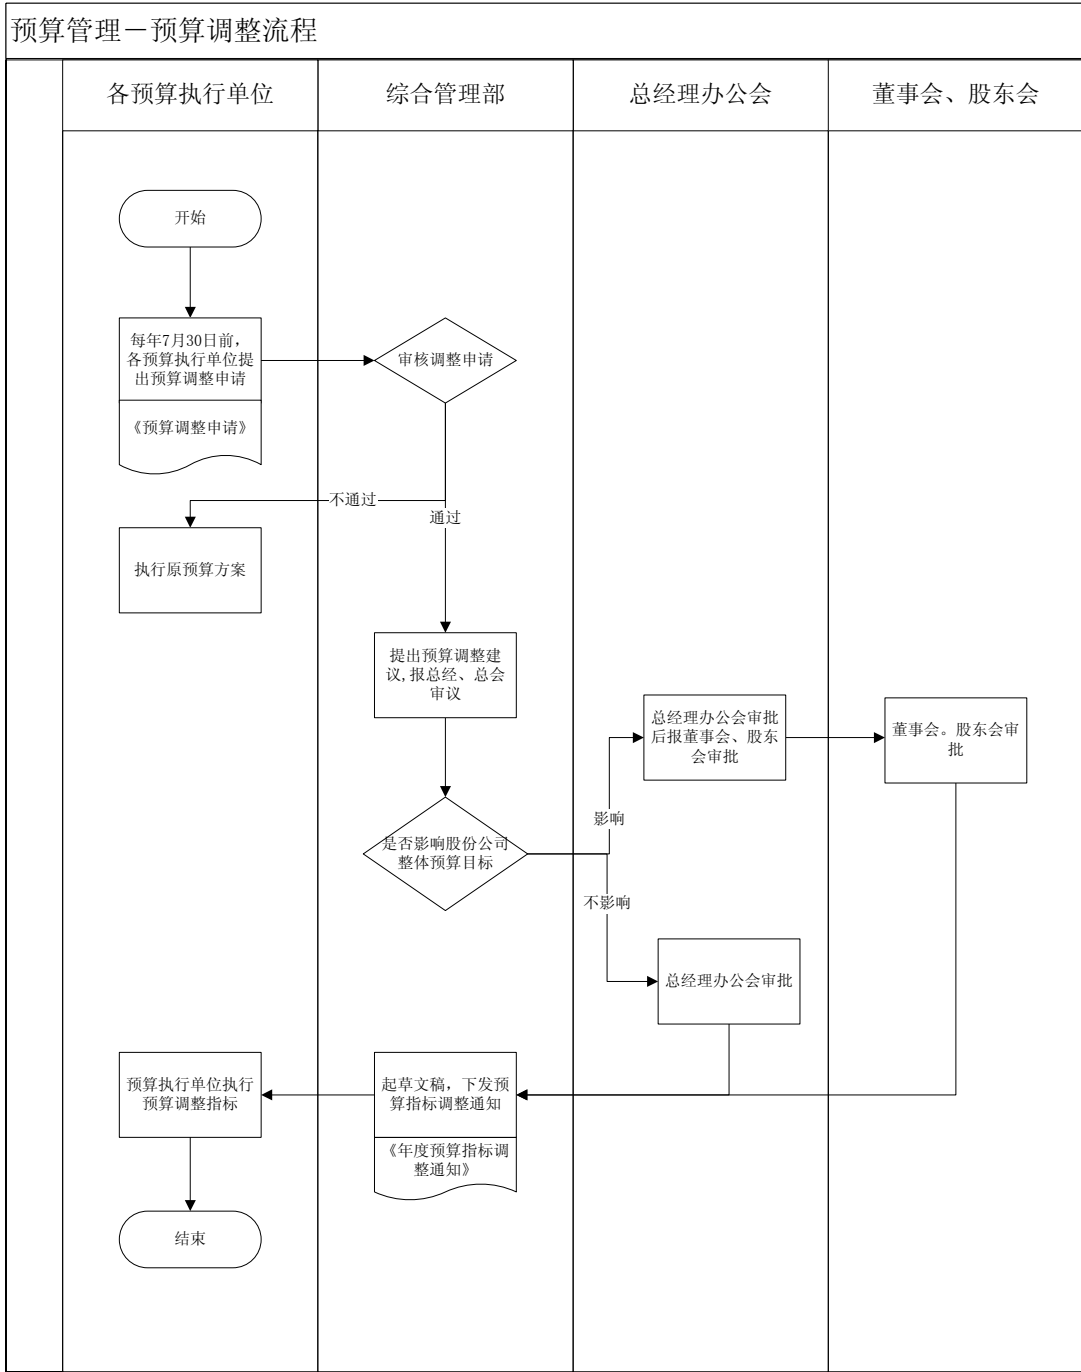 预算管理－预算调整流程
各预算执行单位
综合管理部
总经理办公会
董事会、股东会
开始
每年7月30日前，
各预算执行单位提
出预算调整申请
《预算调整申请》
审核调整申请
不通过
通过
执行原预算方案
提出预算调整建
议,报总经、总会
审议
总经理办公会审批
后报董事会、股东
会审批
董事会。股东会审
批
影响
是否影响股份公司
整体预算目标
不影响
总经理办公会审批
预算执行单位执行
预算调整指标
起草文稿，下发预
算指标调整通知
《年度预算指标调
整通知》
结束